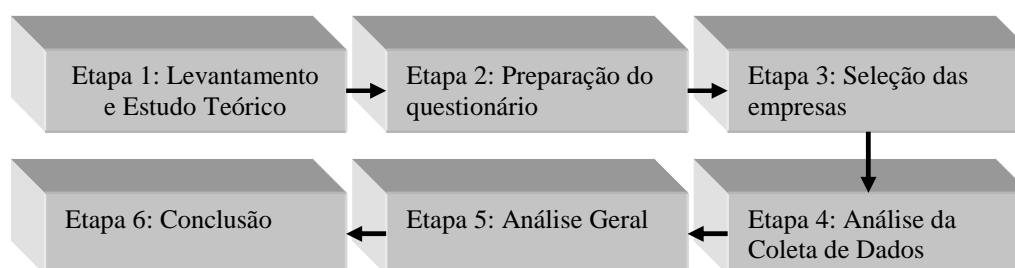 Etapa 1: Levantamento
e Estudo Teórico
Etapa 2: Preparação do
questionário
Etapa 3: Seleção das
empresas
Etapa 4: Análise da
Coleta de Dados
Etapa 5: Análise Geral
Etapa 6: Conclusão